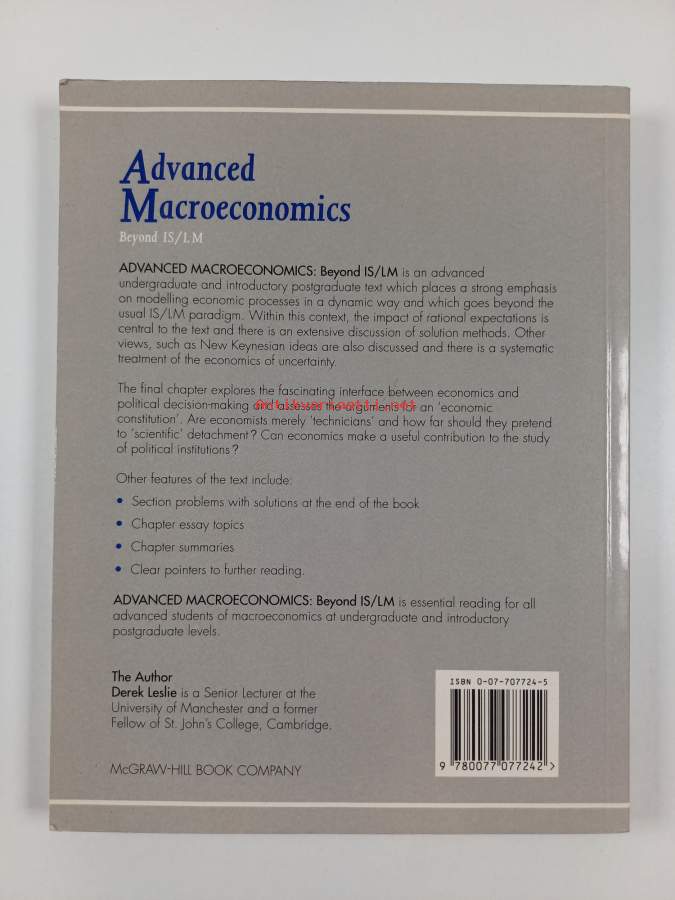 Advanced
Macroeconomics
Beyond IS/LM
ADVANCED MACROECONOMICS: Beyond IS/LM is an advanced
undergraduate and introductory postgraduate text which places a strong emphasis
on modelling economic processes in a dynamic way and which goes beyond the
usual IS/LM paradigm. Within this context, the impact of rational expectations is
central to the text and there is an extensive discussion of solution methods. Other
views, such as New Keynesian ideas are also discussed and there is a systematic
treatment of the economics of uncertainty.
The final chapter explores the fascinating interface between economics and
political decision-making and assesses the arguments for an 'economic
constitution'. Are economists merely 'technicians' and how far should they pretend
to 'scientific' detachment? Can economics make a useful contribution to the study
of political institutions?
Other features of the text include:
• Section problems with solutions at the end of the book
• Chapter essay topics
• Chapter summaries
• Clear pointers to further reading.
ADVANCED MACROECONOMICS: Beyond IS/LM is essential reading for all
advanced students of macroeconomics at undergraduate and introductory
postgraduate levels.
The Author
Derek Leslie is a Senior Lecturer at the
University of Manchester and a former
Fellow of St. John's College, Cambridge.
McGRAW-HILL BOOK COMPANY
ISBN 0-07-707724-5
9 780077 077242 >